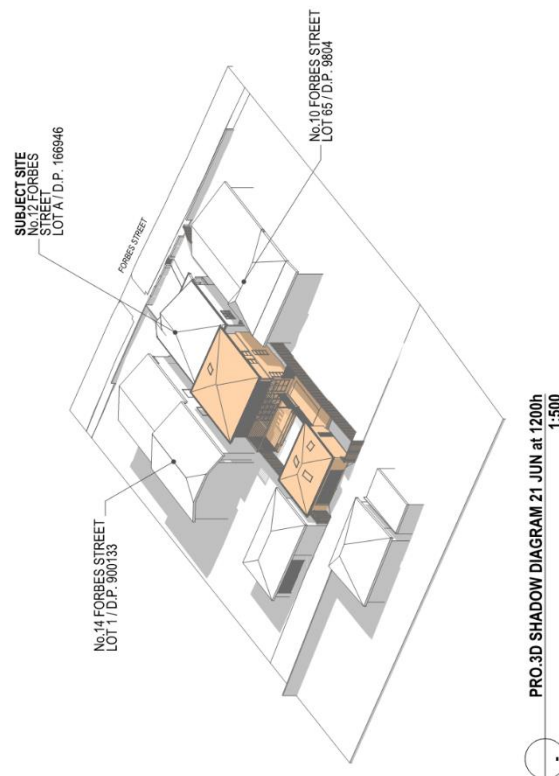 SUBJECT SITE
No.12 FORBES
STREET
LOT A / D.P. 166946
FORBES STREET
No.10 FORBES STREET
LOT 65 / D.P. 9804
No.14 FORBES STREET
LOT 1 / D.P. 900133
PRO.3D SHADOW DIAGRAM 21 JUN at 1200h
1:500